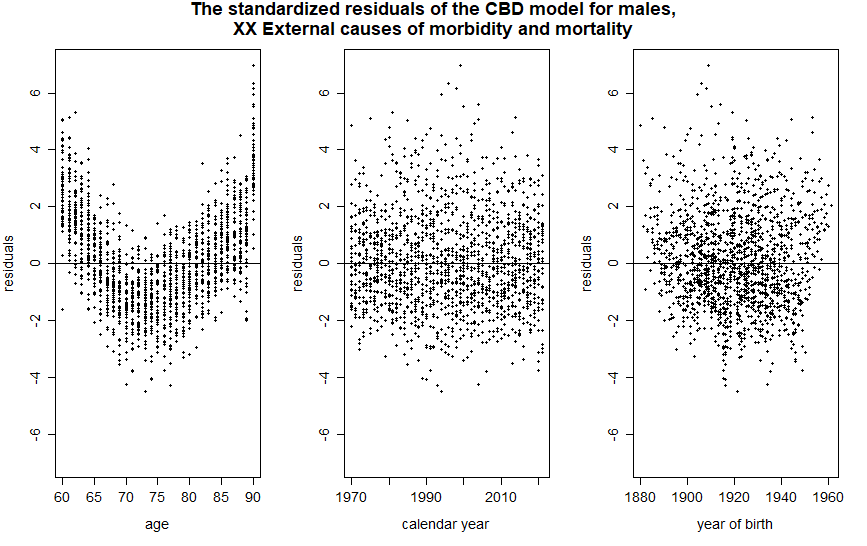 The standardized residuals of the CBD model for males,
XX External causes of morbidity and mortality
residuals
6
4
2
0
-2
-4
-6
60 65 70 75 80 85 90
age
residuals
6
4
2
0
-2
-4
-6
1970 1990 2010
calendar year
residuals
6
4
2
0
-2
-4
-6
1880 1900 1920 1940 1960
year of birth